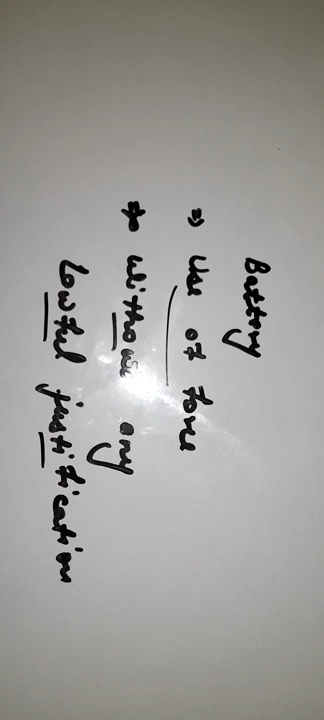 Battery
⇒ Use of force
⇒ without any
lawful justification